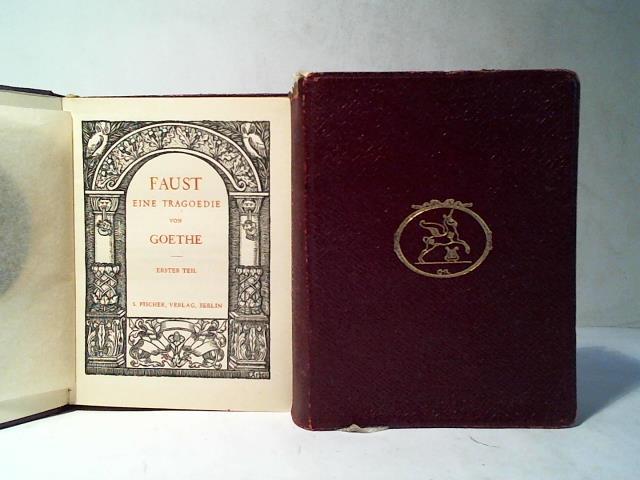 FAUST
EINE TRAGOEDIE
VON
GOETHE
ERSTER TEIL
S. FISCHER, VERLAG, BERLIN